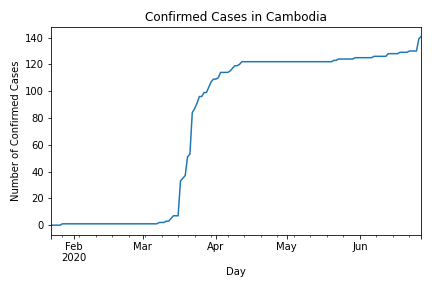 Confirmed Cases in Cambodia
140
120
100
80
60
40
20
0
Number of Confirmed Cases
Feb
2020
Mar
Apr
May
Jun
Day